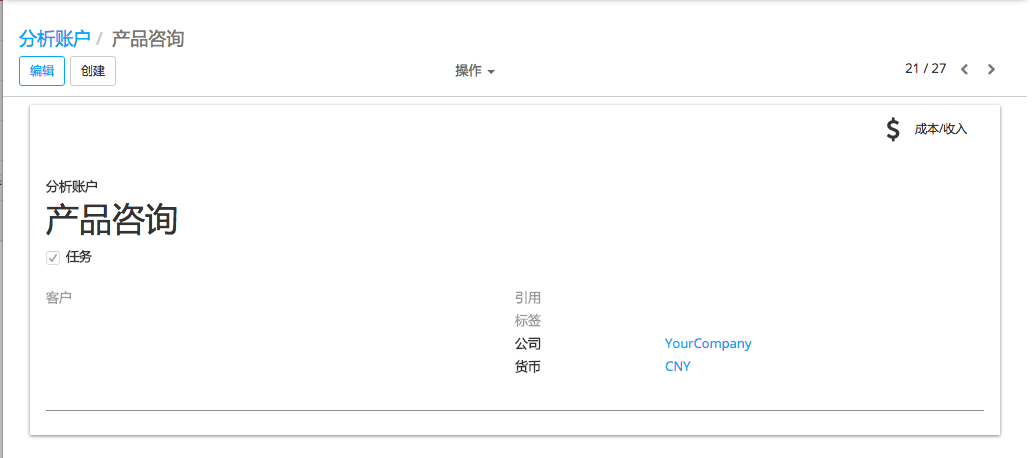 分析账户 / 产品咨询
编辑 创建 操作 21 / 27
成本/收入
分析账户
产品咨询
任务
客户 引用
标签
公司 YourCompany
货币 CNY